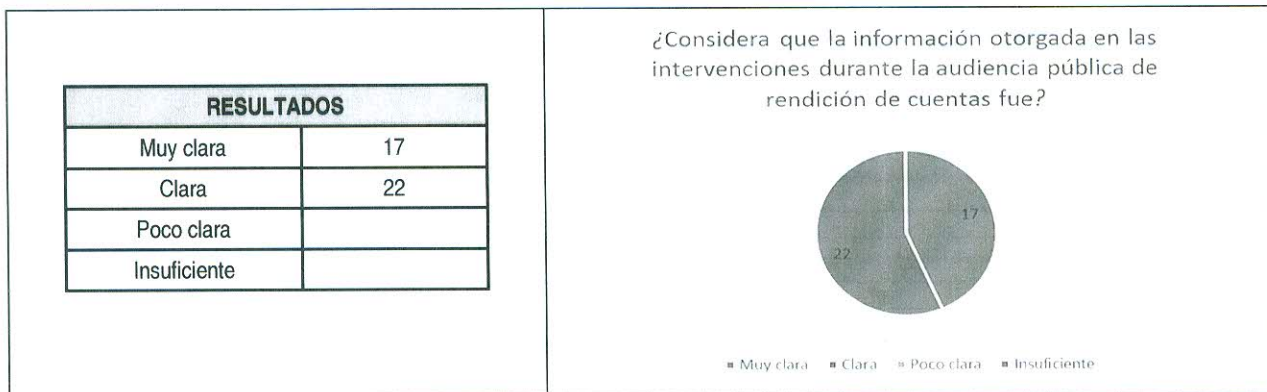 RESULTADOS
Muy clara 17
Clara 22
Poco clara
Insuficiente
¿Considera que la información otorgada en las
intervenciones durante la audiencia pública de
rendición de cuentas fue?
17
22
Muy clara Clara Poco clara Insuficiente